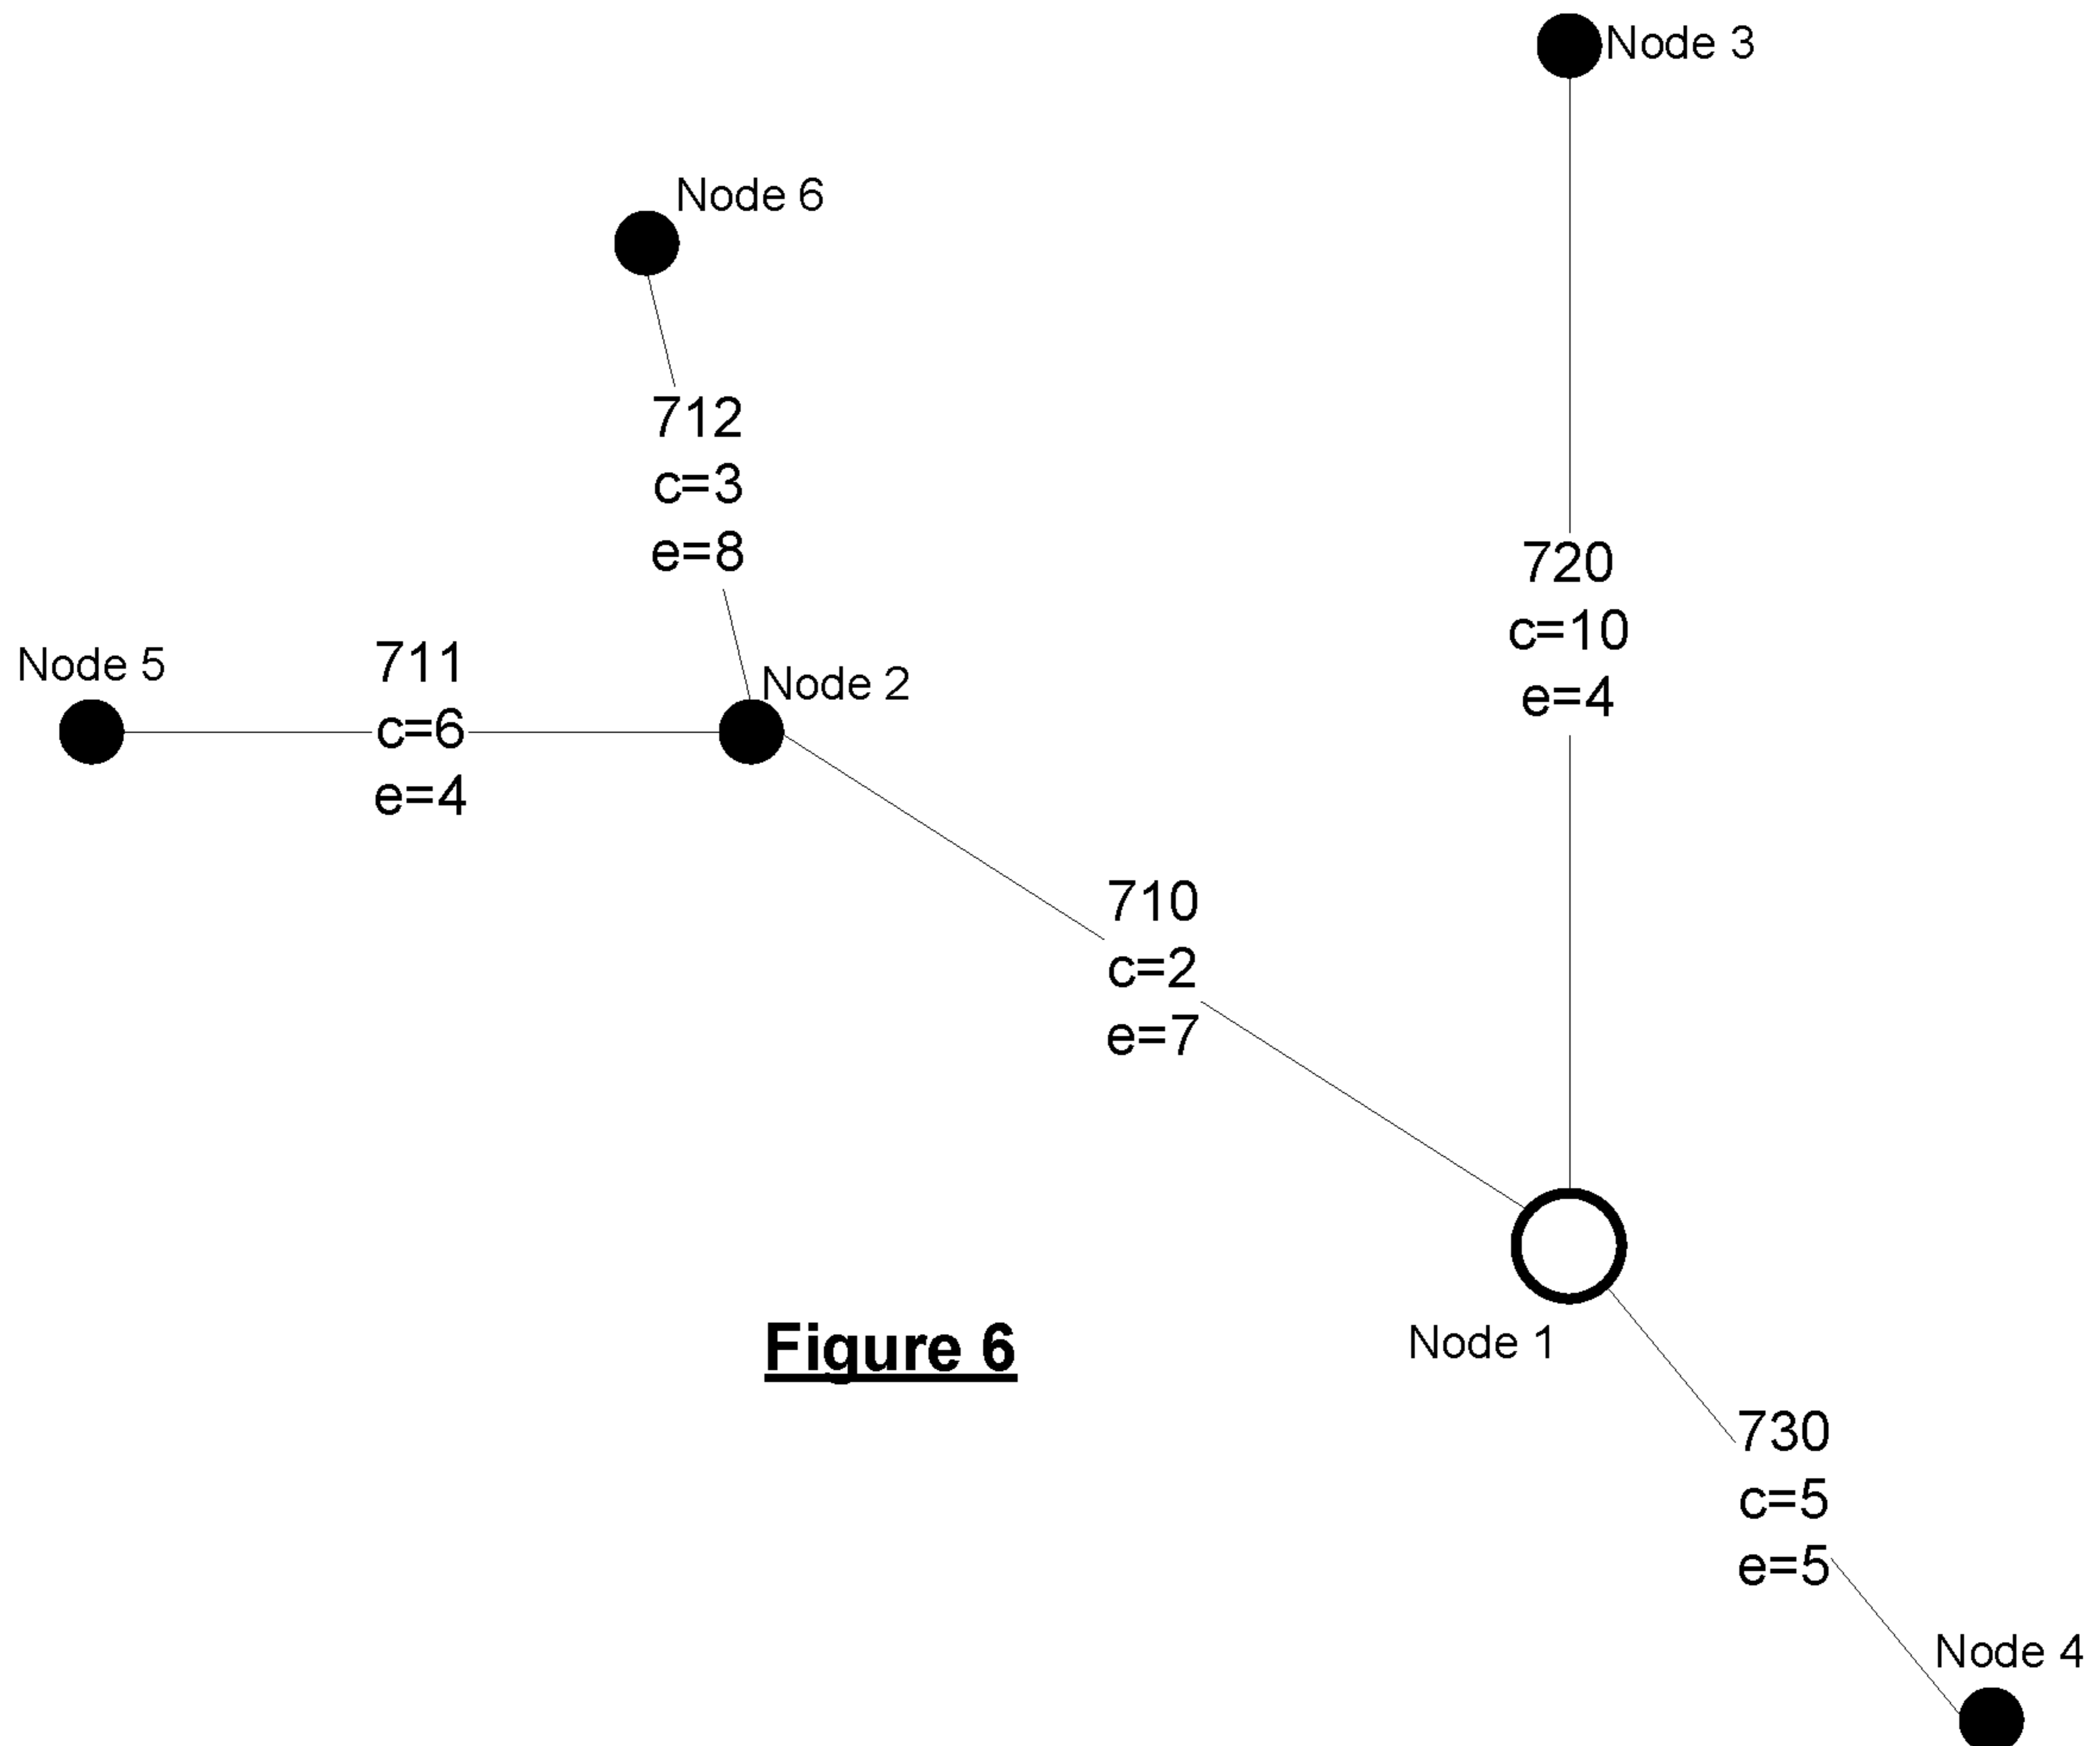 Node 3
Node 6
712
c=3
e=8
720
c=10
e=4
Node 5
711
c=6
e=4
Node 2
710
c=2
e=7
Node 1
Figure 6
730
c=5
e=5
Node 4